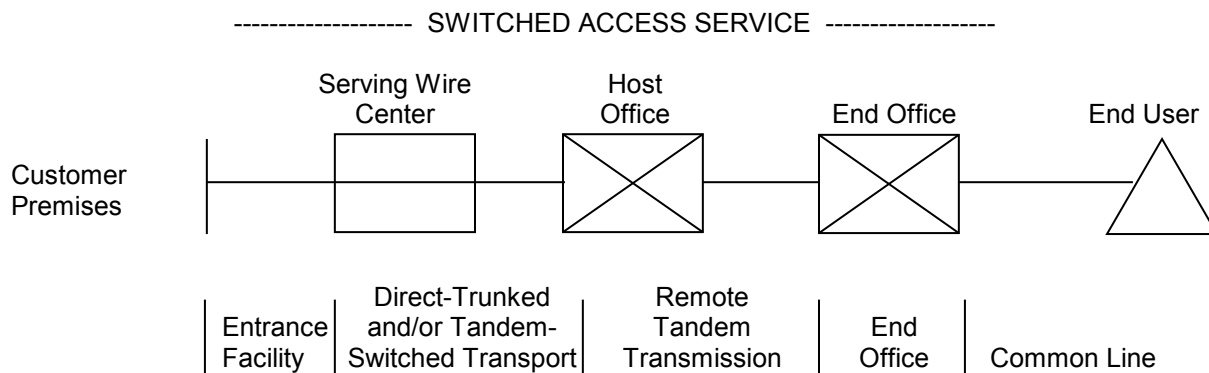 ------------------- SWITCHED ACCESS SERVICE ------------------
Serving Wire
Center
Host
Office
End Office
End User
Customer
Premises
Entrance
Facility
Direct-Trunked
and/or Tandem-
Switched Transport
Remote
Tandem
Transmission
End
Office
Common Line